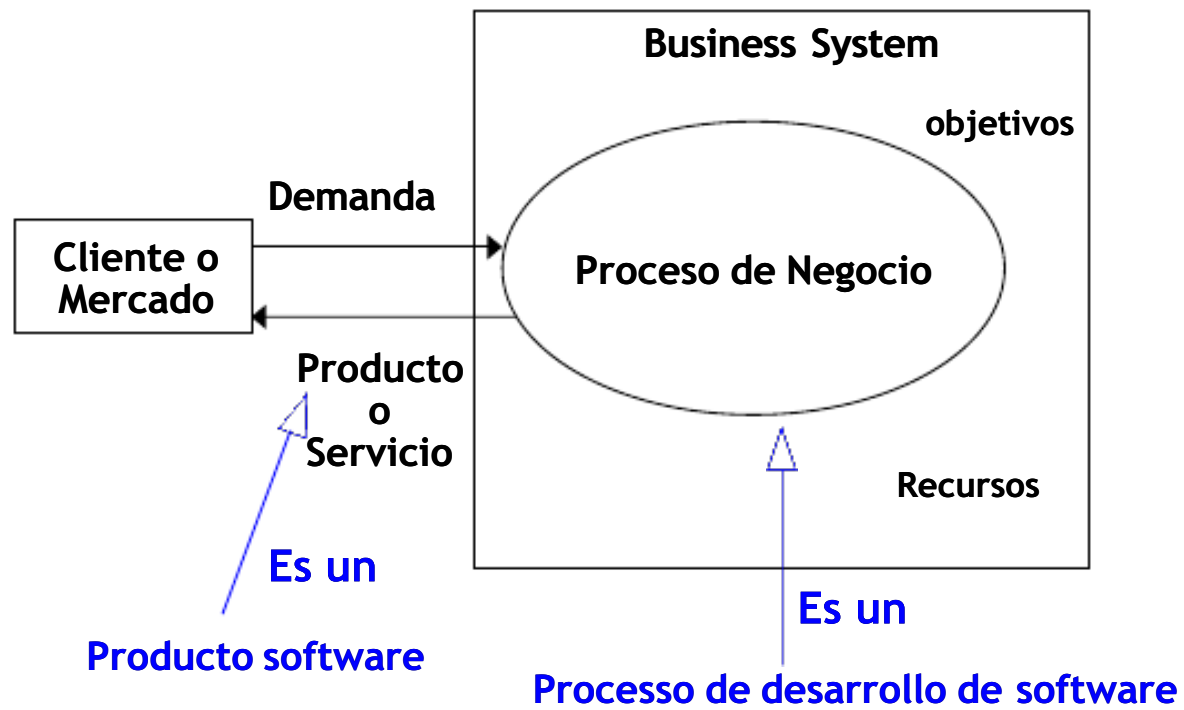 Business System
objetivos
Demanda
Cliente o
Mercado
Proceso de Negocio
Producto
o
Servicio
Recursos
Es un
Es un
Producto software
Processo de desarrollo de software